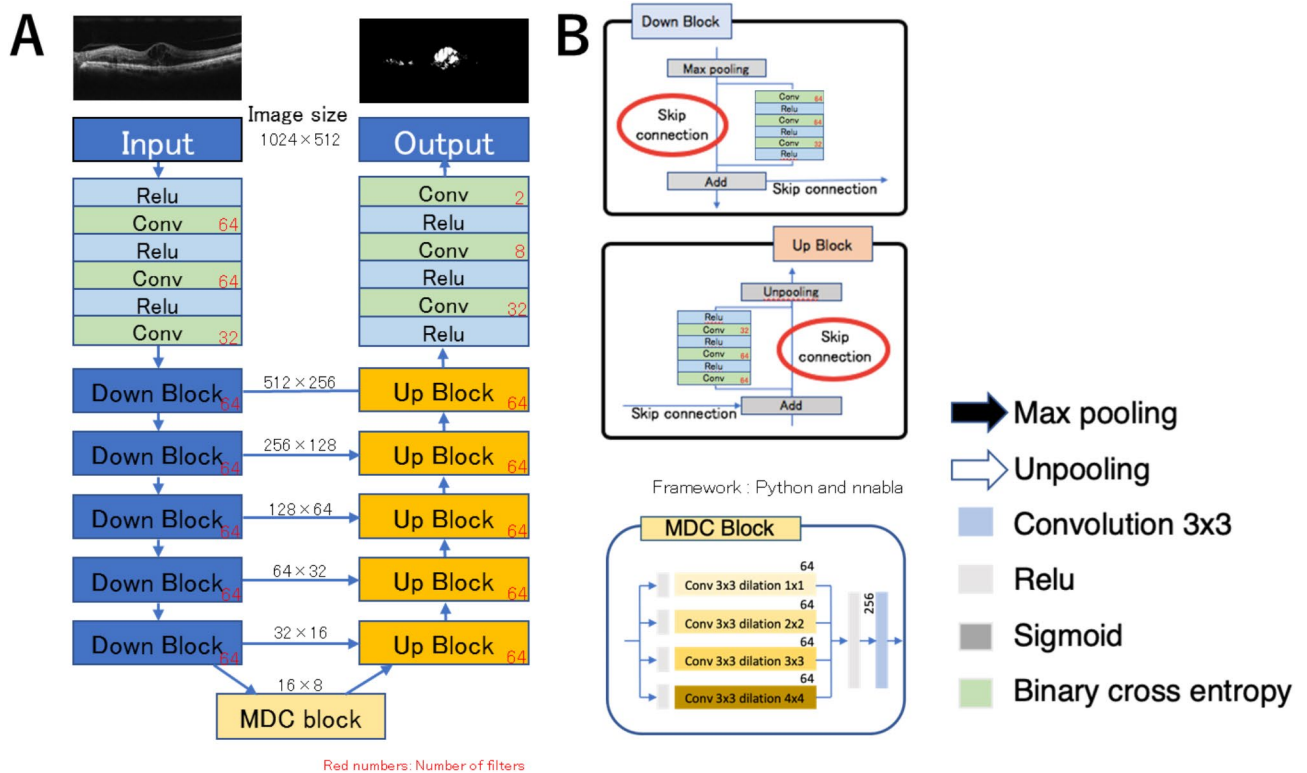 A
Image size
1024×512
Input
Output
Relu
Conv 64
Relu
Conv 64
Relu
Conv 32
Conv 2
Relu
Conv 8
Relu
Conv 32
Relu
Down Block 64
512×256
Up Block 64
Down Block 64
256×128
Up Block 64
Down Block 64
128×64
Up Block 64
Down Block 64
64×32
Up Block 64
Down Block 64
32×16
Up Block 64
16×8
MDC block
Red numbers: Number of filters
B
Down Block
Max pooling
Skip
connection
Conv 64
Relu
Conv 64
Relu
Conv 32
Relu
Add
Skip connection
Up Block
Unpooling
Relu
Conv 32
Relu
Conv 64
Relu
Conv 64
Skip
connection
Skip connection
Add
Framework : Python and nnabla
MDC Block
64
Conv 3x3 dilation 1x1
64
Conv 3x3 dilation 2x2
64
Conv 3x3 dilation 3x3
64
Conv 3x3 dilation 4x4
256
Max pooling
Unpooling
Convolution 3x3
Relu
Sigmoid
Binary cross entropy